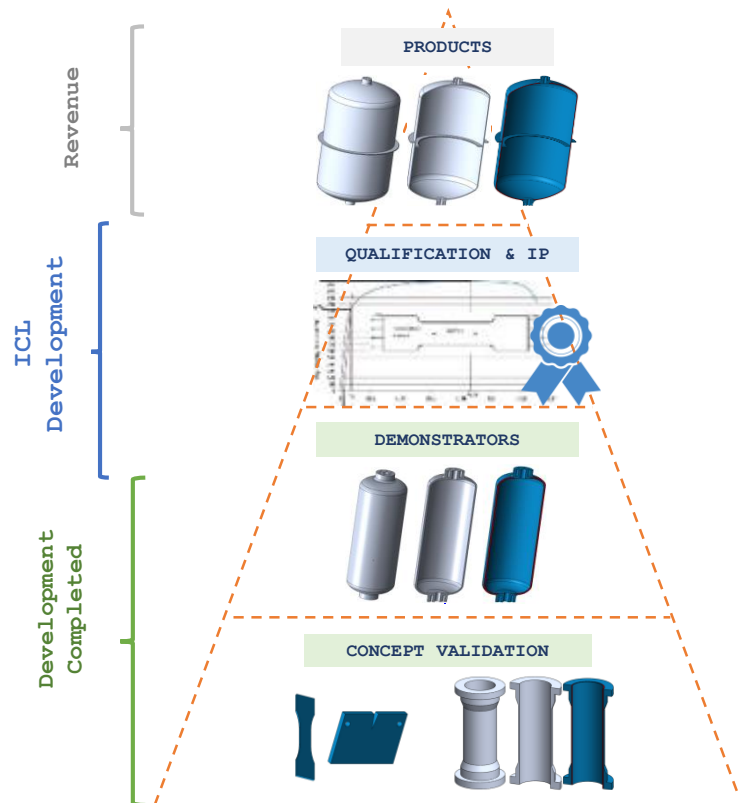 PRODUCTS
Revenue
QUALIFICATION & IP
ICL
Development
DEMONSTRATORS
Development
Completed
CONCEPT VALIDATION